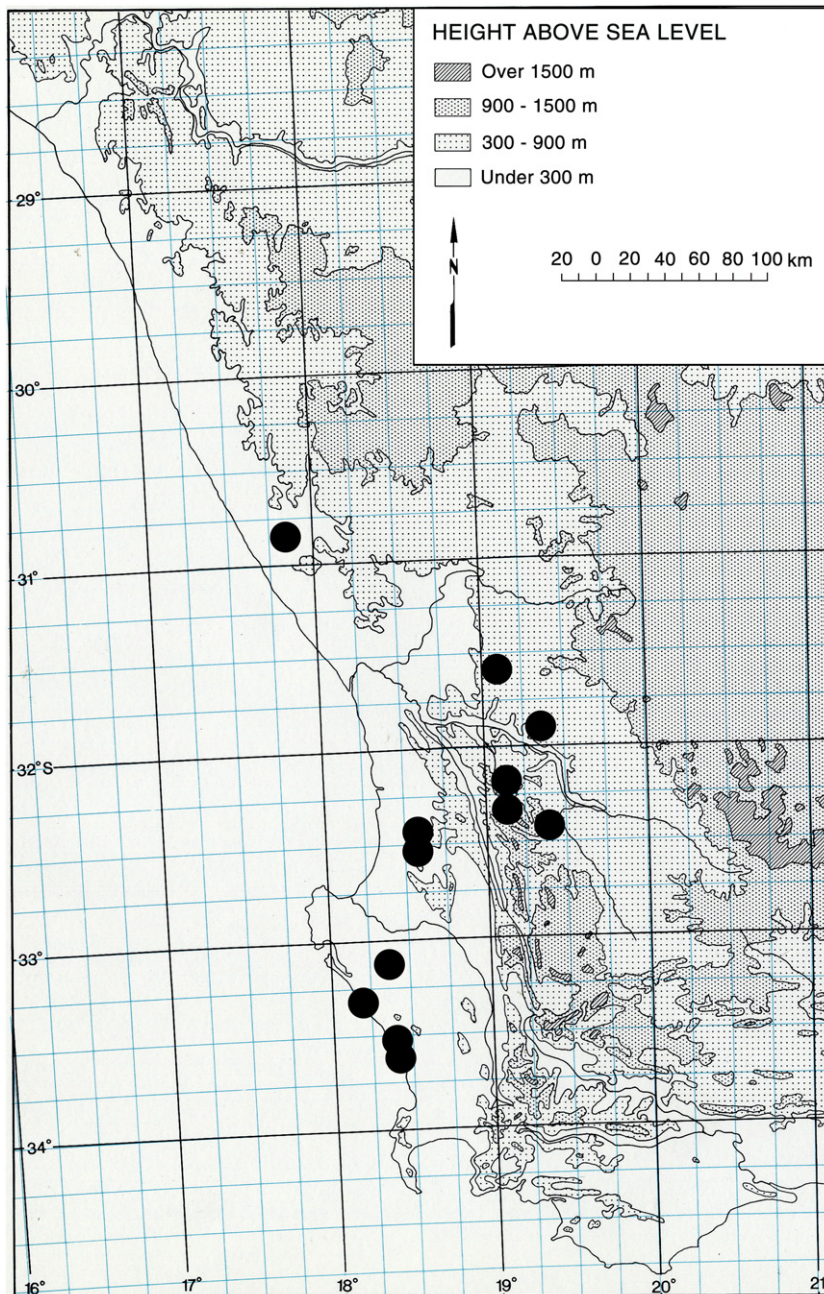 HEIGHT ABOVE SEA LEVEL
Over 1500 m
900 - 1500 m
300 - 900 m
Under 300 m
N
20 0 20 40 60 80 100 km
29°
30°
31°
32°S
33°
34°
16° 17° 18° 19° 20° 21